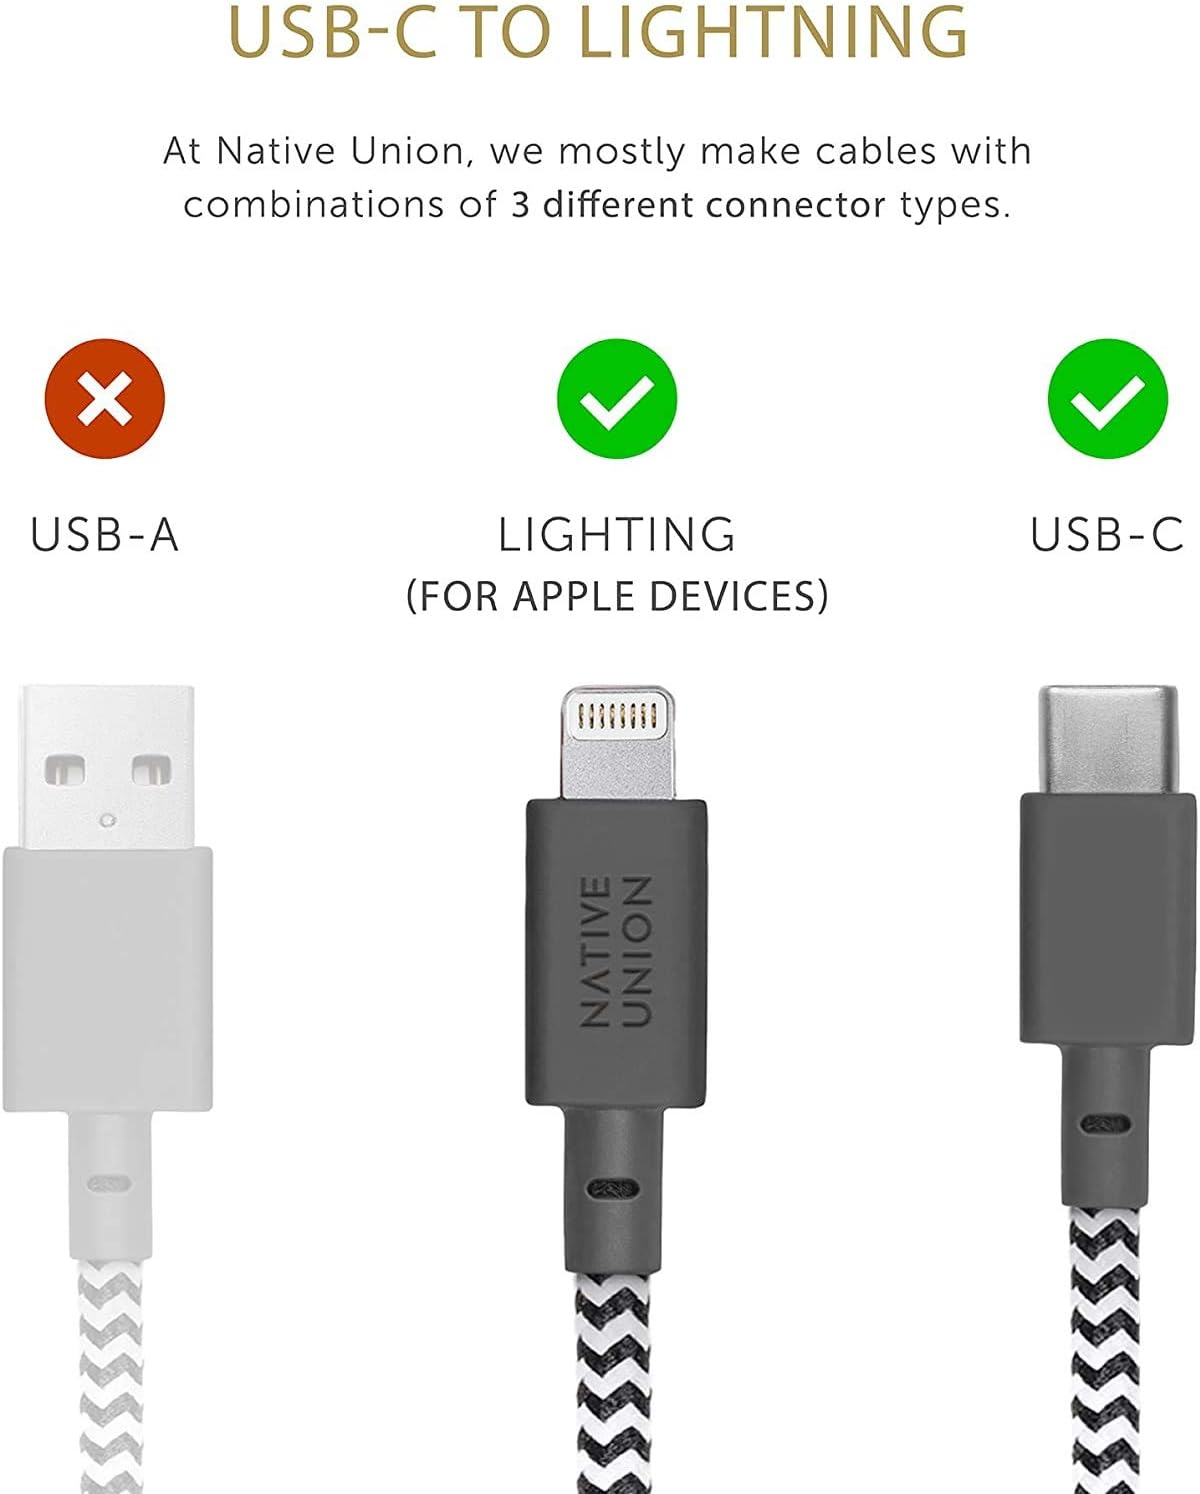 USB-C TO LIGHTNING
At Native Union, we mostly make cables with
combinations of 3 different connector types.
USB-A
LIGHTING
(FOR APPLE DEVICES)
USB-C
NATIVE
UNION